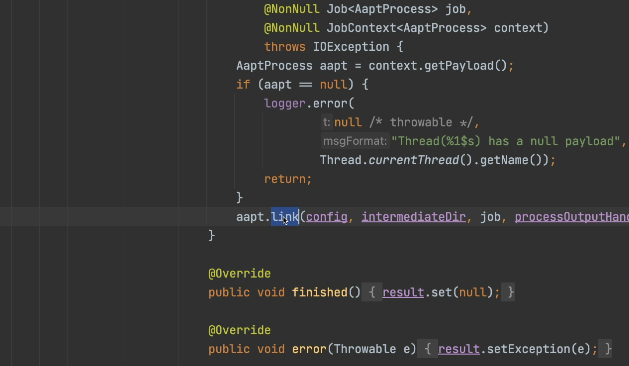 @NonNull Job<AaptProcess> job,
@NonNull JobContext<AaptProcess> context)
throws IOException {
AaptProcess aapt = context.getPayload();
if (aapt == null) {
logger.error(
t: null /* throwable */,
msgFormat: "Thread(%1$s) has a null payload",
Thread.currentThread().getName());
return;
}
aapt.link(config, intermediateDir, job, processOutputHand
}
@Override
public void finished() { result.set(null); }
@Override
public void error(Throwable e) { result.setException(e); }